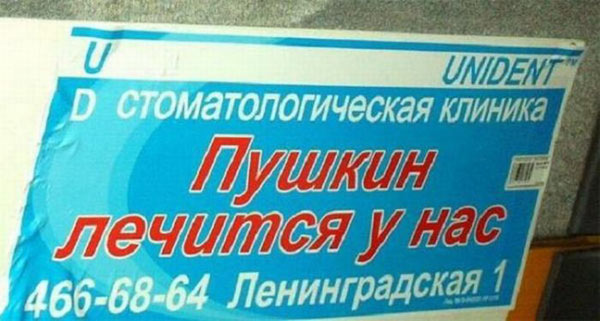 U UNIDENT
D СТОМАТОЛОГИЧЕСКАЯ КЛИНИКА
Пушкин
лечится у нас
466-68-64 Ленинградская 1